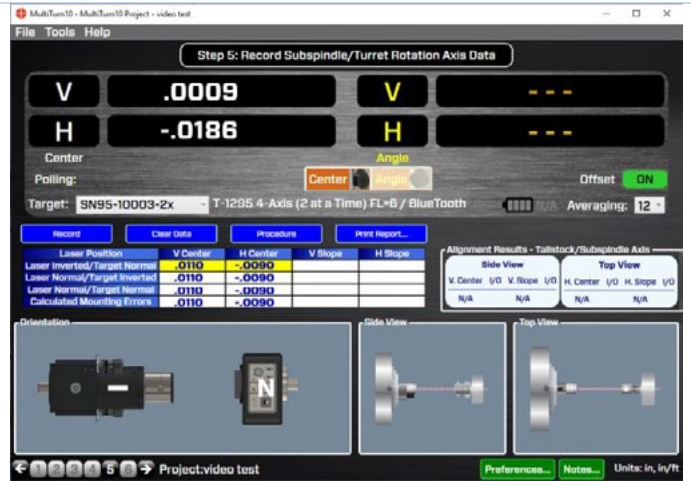 MultiTurn10 - MultiTurn10 Project - video test
File Tools Help
Step 5: Record Subspindle/Turret Rotation Axis Data
V .0009 V - - -
H -.0186 H - - -
Center Angle
Polling: Center Angle Offset ON
Target: SN95-10003-2x T-1295 4-Axis (2 at a Time) FL=6 / BlueTooth N/A Averaging: 12
Record Clear Data Procedure Print Report...
Laser Position V Center H Center V Slope H Slope
Laser Inverted/Target Normal .0110 -.0090
Laser Normal/Target Inverted .0110 -.0090
Laser Normal/Target Normal .0110 -.0090
Calculated Mounting Errors .0110 -.0090
Alignment Results - Tailstock/Subspindle Axis
Side View Top View
V. Center I/O V. Slope I/O H. Center I/O H. Slope I/O
N/A N/A N/A N/A
Orientation Side View Top View
N
1 2 3 4 5 6 Project:video test Preferences... Notes... Units: in, in/ft